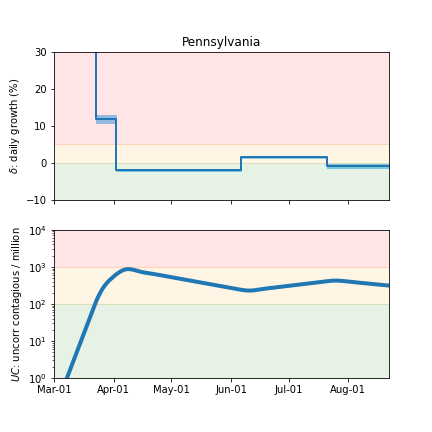 Pennsylvania
δ: daily growth (%)
30
20
10
0
−10
UC: uncorr contagious / million
10⁴
10³
10²
10¹
10⁰
Mar-01 Apr-01 May-01 Jun-01 Jul-01 Aug-01